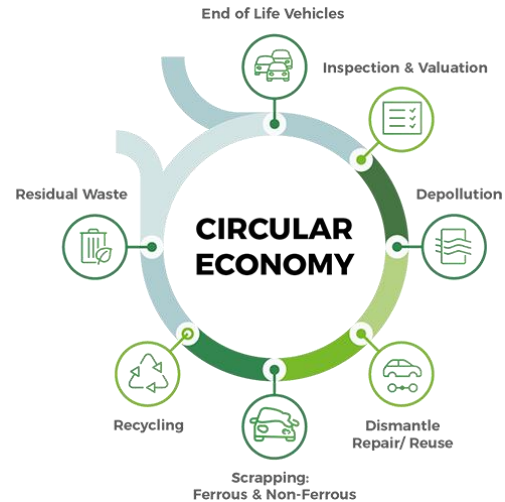 End of Life Vehicles
Inspection & Valuation
Depollution
Dismantle
Repair/ Reuse
Scrapping:
Ferrous & Non-Ferrous
Recycling
Residual Waste
CIRCULAR
ECONOMY